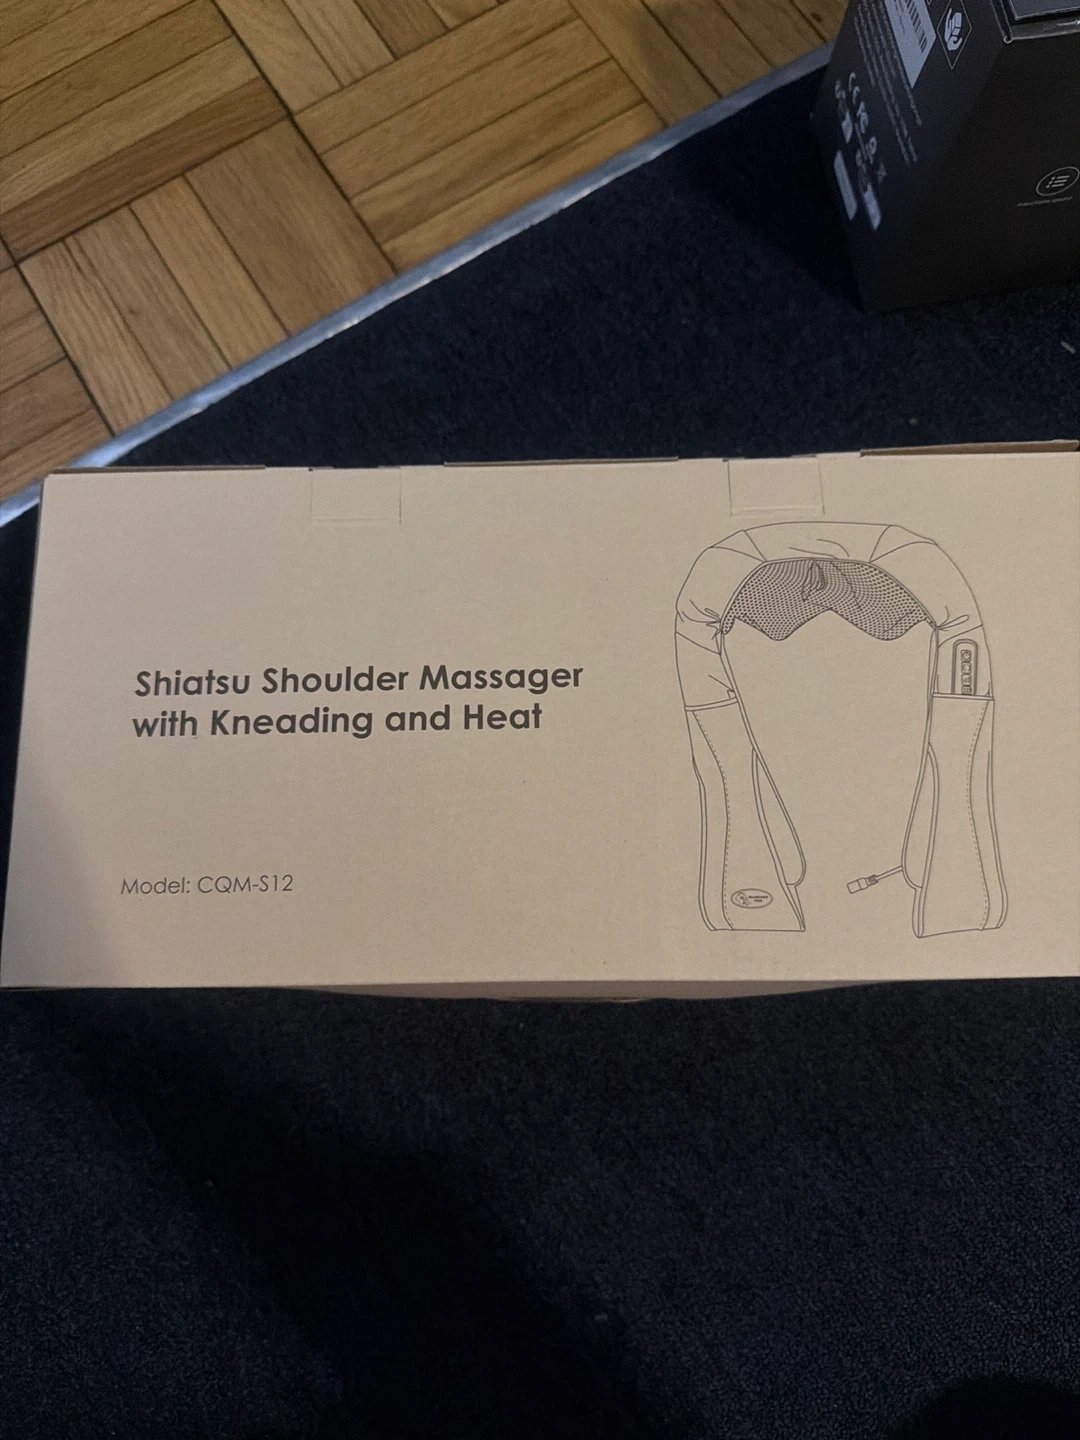 Shiatsu Shoulder Massager
with Kneading and Heat
Model: CQM-S12